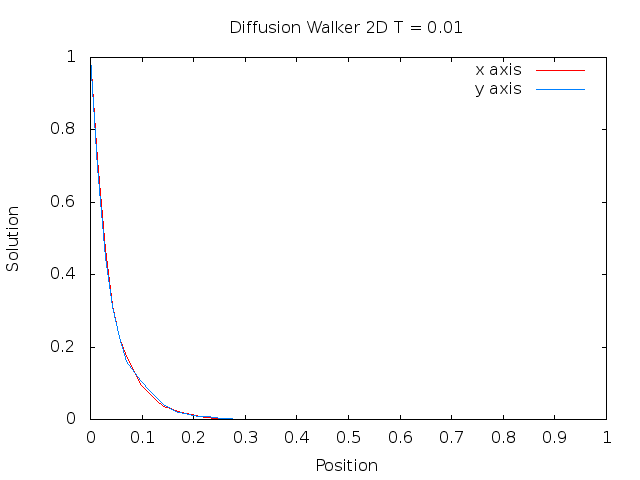 Diffusion Walker 2D T = 0.01
x axis
y axis
1
0.8
0.6
0.4
0.2
0
Solution
0 0.1 0.2 0.3 0.4 0.5 0.6 0.7 0.8 0.9 1
Position